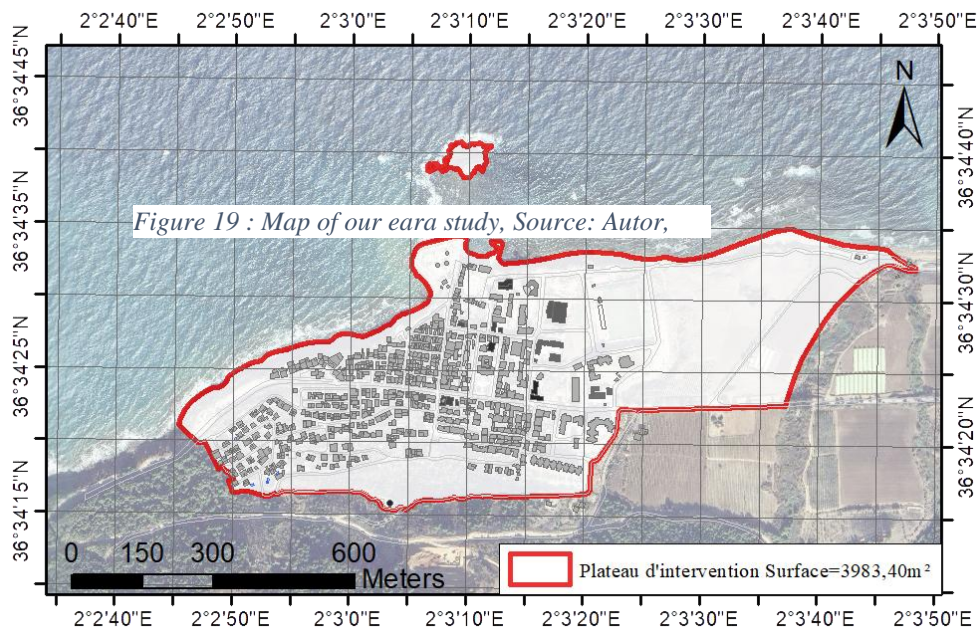 2°2'40"E 2°2'50"E 2°3'0"E 2°3'10"E 2°3'20"E 2°3'30"E 2°3'40"E 2°3'50"E
36°34'45"N
36°34'40"N
36°34'35"N
36°34'30"N
36°34'25"N
36°34'20"N
36°34'15"N
N
Figure 19 : Map of our eara study, Source: Autor,
0 150 300 600
Meters
Plateau d'intervention Surface=3983,40m²
2°2'40"E 2°2'50"E 2°3'0"E 2°3'10"E 2°3'20"E 2°3'30"E 2°3'40"E 2°3'50"E